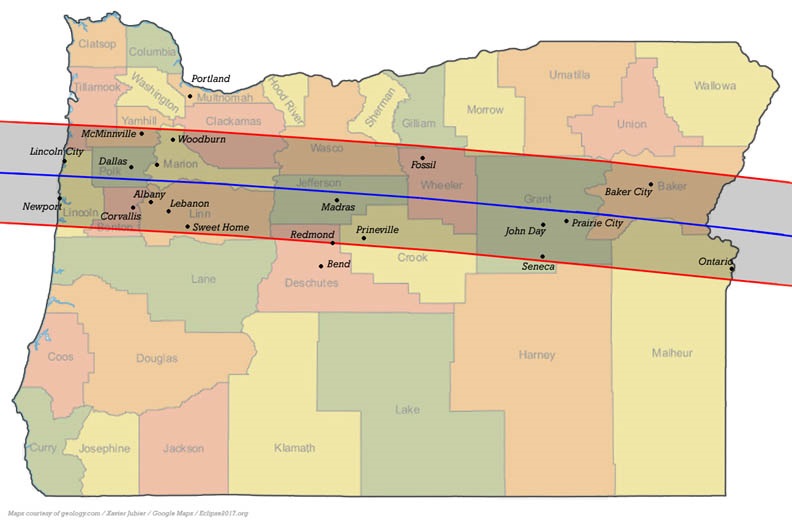 Clatsop
Columbia
Portland
Tillamook
Washington
Multnomah
Hood River
Sherman
Gilliam
Morrow
Umatilla
Wallowa
Union
Yamhill
Clackamas
McMinnville
Woodburn
Wasco
Lincoln City
Dallas
Polk
Marion
Fossil
Wheeler
Jefferson
Grant
Baker City
Baker
Newport
Lincoln
Albany
Lebanon
Corvallis
Linn
Benton
Sweet Home
Madras
Redmond
Prineville
John Day
Prairie City
Crook
Bend
Deschutes
Seneca
Ontario
Lane
Coos
Douglas
Harney
Malheur
Lake
Curry
Josephine
Jackson
Klamath
Maps courtesy of geology.com / Xavier Jubier / Google Maps / Eclipse2017.org